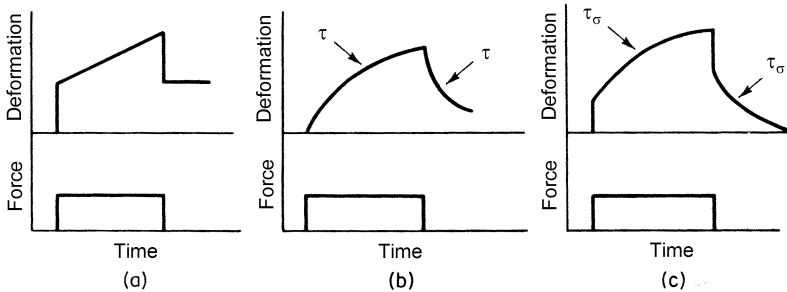 Deformation
Force
Time
(a)
Deformation
τ
τ
Force
Time
(b)
Deformation
τσ
τσ
Force
Time
(c)